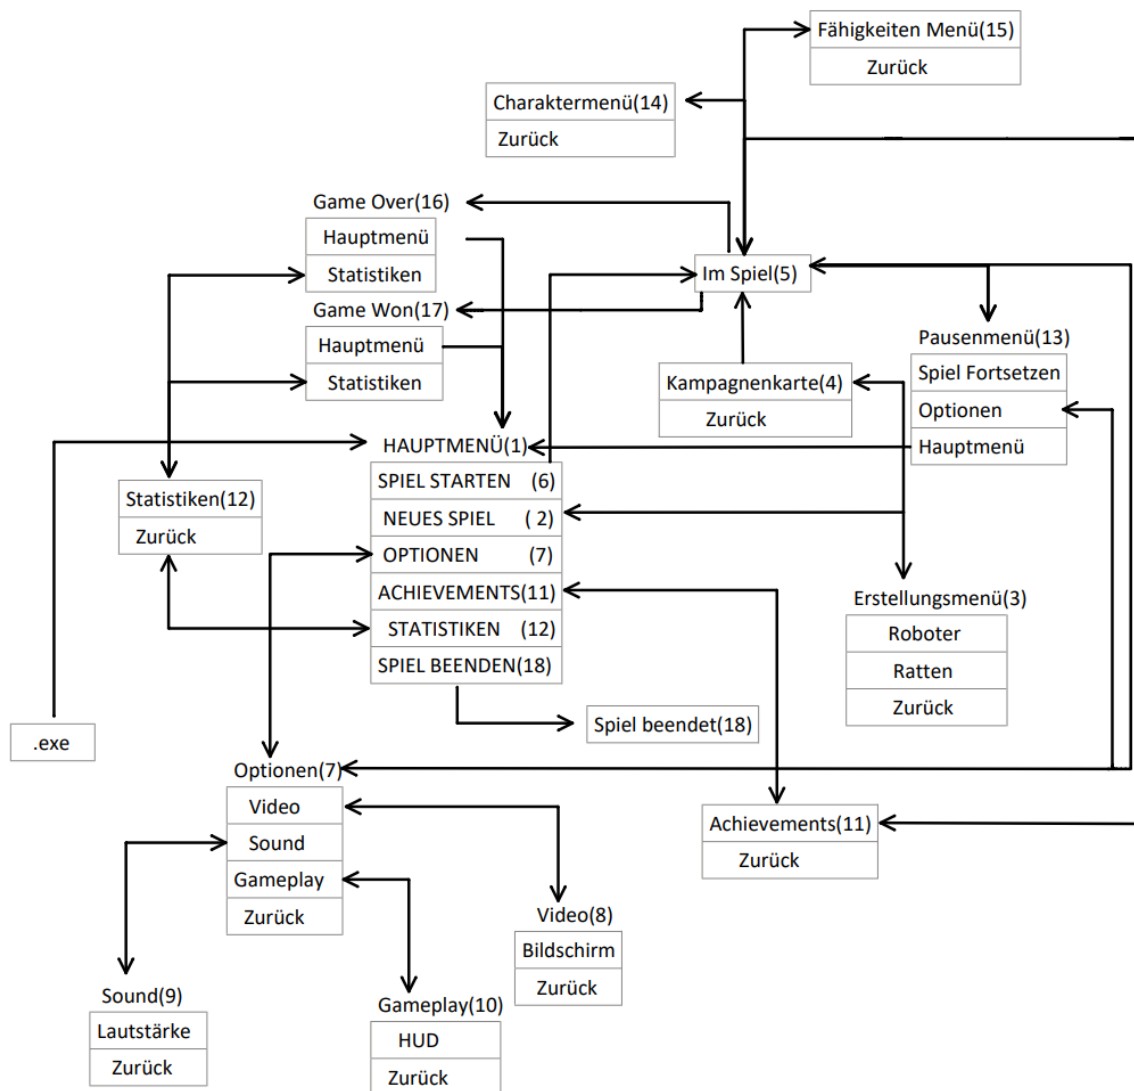 Fähigkeiten Menü(15)
Zurück
Charaktermenü(14)
Zurück
Game Over(16)
Hauptmenü
Statistiken
Game Won(17)
Hauptmenü
Statistiken
Im Spiel(5)
Pausenmenü(13)
Spiel Fortsetzen
Optionen
Hauptmenü
Kampagnenkarte(4)
Zurück
HAUPTMENÜ(1)
SPIEL STARTEN (6)
NEUES SPIEL ( 2)
OPTIONEN (7)
ACHIEVEMENTS(11)
STATISTIKEN (12)
SPIEL BEENDEN(18)
Statistiken(12)
Zurück
Erstellungsmenü(3)
Roboter
Ratten
Zurück
Spiel beendet(18)
.exe
Optionen(7)
Video
Sound
Gameplay
Zurück
Achievements(11)
Zurück
Video(8)
Bildschirm
Zurück
Sound(9)
Lautstärke
Zurück
Gameplay(10)
HUD
Zurück